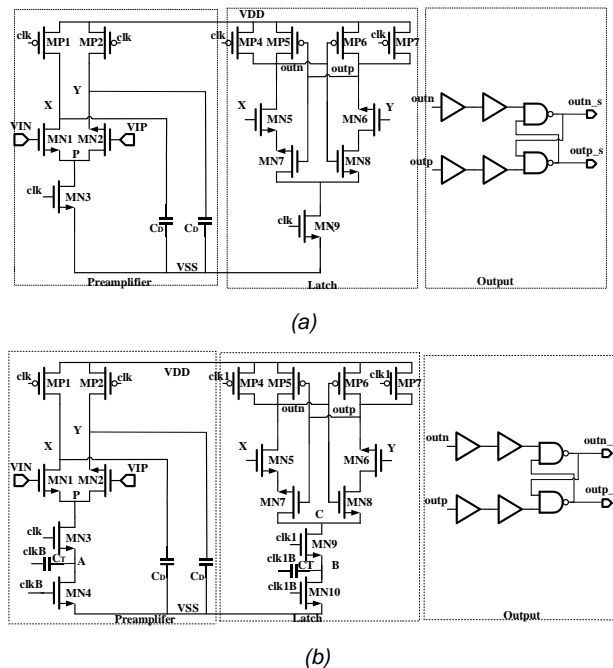 VDD
clk MP1 MP2 clk clk MP4 MP5 MP6 clk MP7
outn outp
X Y
VIN VIP X Y
MN1 MN2 MN5 MN6
P
MN7 MN8
clk MN3
clk MN9
CD CD
VSS
Preamplifier Latch Output
outn outn_s
outp outp_s
(a)
VDD
clk MP1 MP2 clk clk1 MP4 MP5 MP6 clk1 MP7
outn outp
X Y
VIN VIP X Y
MN1 MN2 MN5 MN6
P
MN7 MN8
C
clk MN3 clk1 MN9
clkB CT A clk1B CT B
clkB MN4 clk1B MN10
CD CD
VSS
Preamplifier Latch Output
outn outn_
outp outp_
(b)